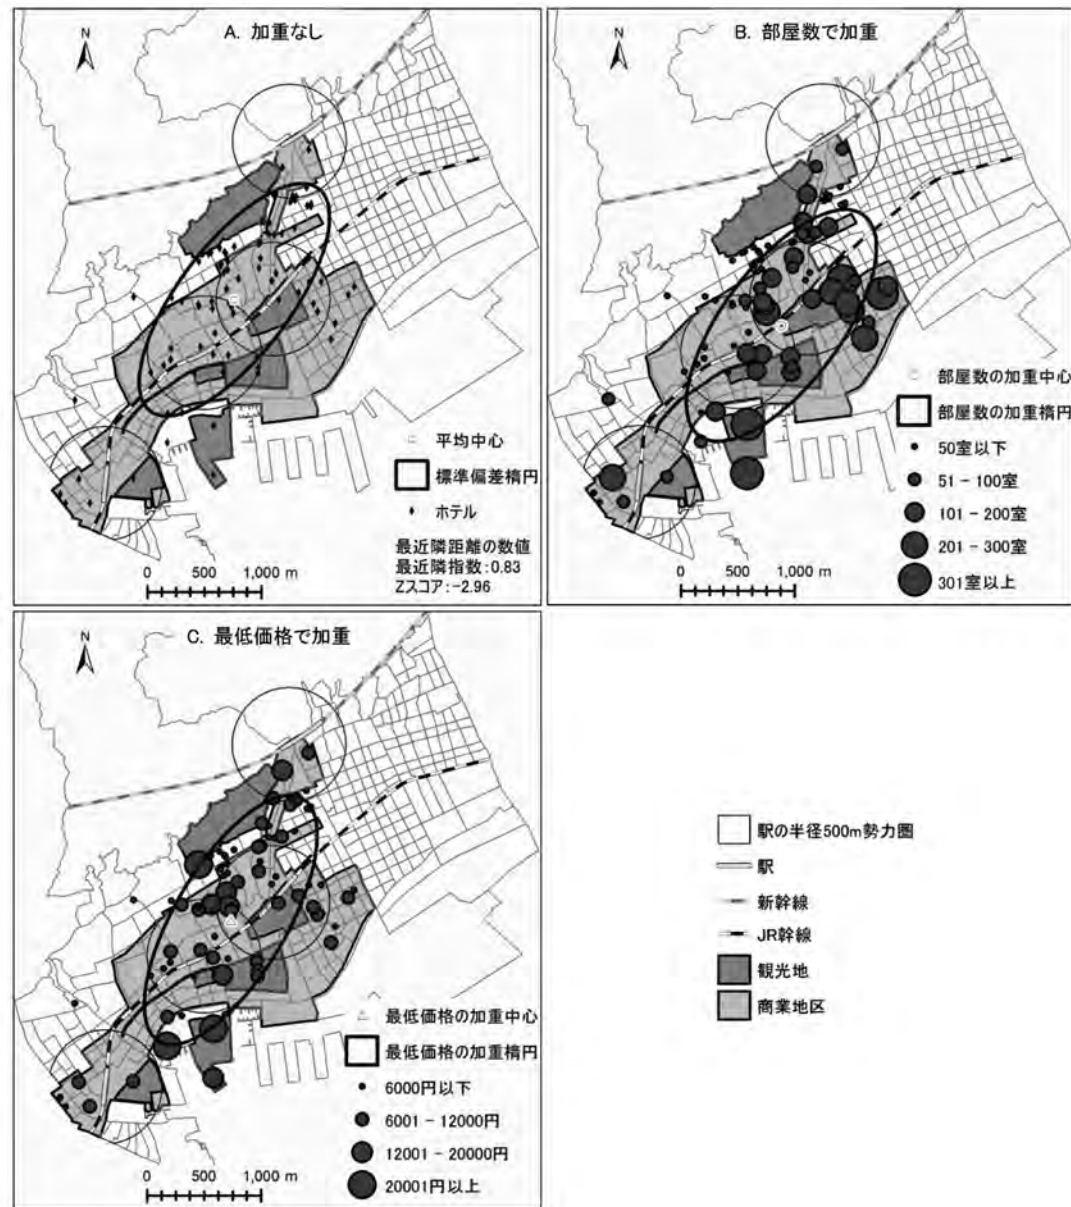 A. 加重なし
N
平均中心
標準偏差楕円
ホテル
最近隣距離の数値
最近隣指数:0.83
Zスコア:-2.96
0 500 1,000 m
B. 部屋数で加重
N
部屋数の加重中心
部屋数の加重楕円
50室以下
51 - 100室
101 - 200室
201 - 300室
301室以上
0 500 1,000 m
C. 最低価格で加重
N
最低価格の加重中心
最低価格の加重楕円
6000円以下
6001 - 12000円
12001 - 20000円
20001円以上
0 500 1,000 m
駅の半径500m勢力圏
駅
新幹線
JR幹線
観光地
商業地区